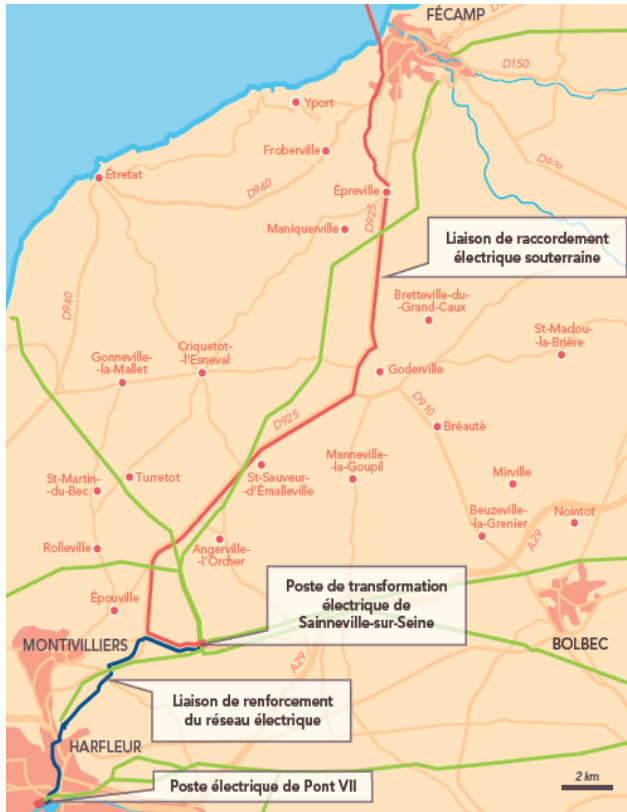 FÉCAMP
D150
Yport
D926
Froberville
Étretat
D940
Épreville
D925
Maniquerville
Liaison de raccordement
électrique souterraine
D940
Bretteville-du-
-Grand-Caux
St-Maclou-
la-Brière
Criquetot-
-l'Esneval
Gonneville-
la-Mallet
Goderville
D925
D910
Bréauté
Manneville-
la-Goupil
St-Martin-
du-Bec
Turretot
St-Sauveur-
d'Émalleville
Mirville
Beuzeville-
la-Grenier
Nointot
Rolleville
Angerville-
-l'Orcher
A29
Poste de transformation
électrique de
Sainneville-sur-Seine
Épouville
MONTIVILLIERS
BOLBEC
A29
Liaison de renforcement
du réseau électrique
HARFLEUR
Poste électrique de Pont VII
2 km